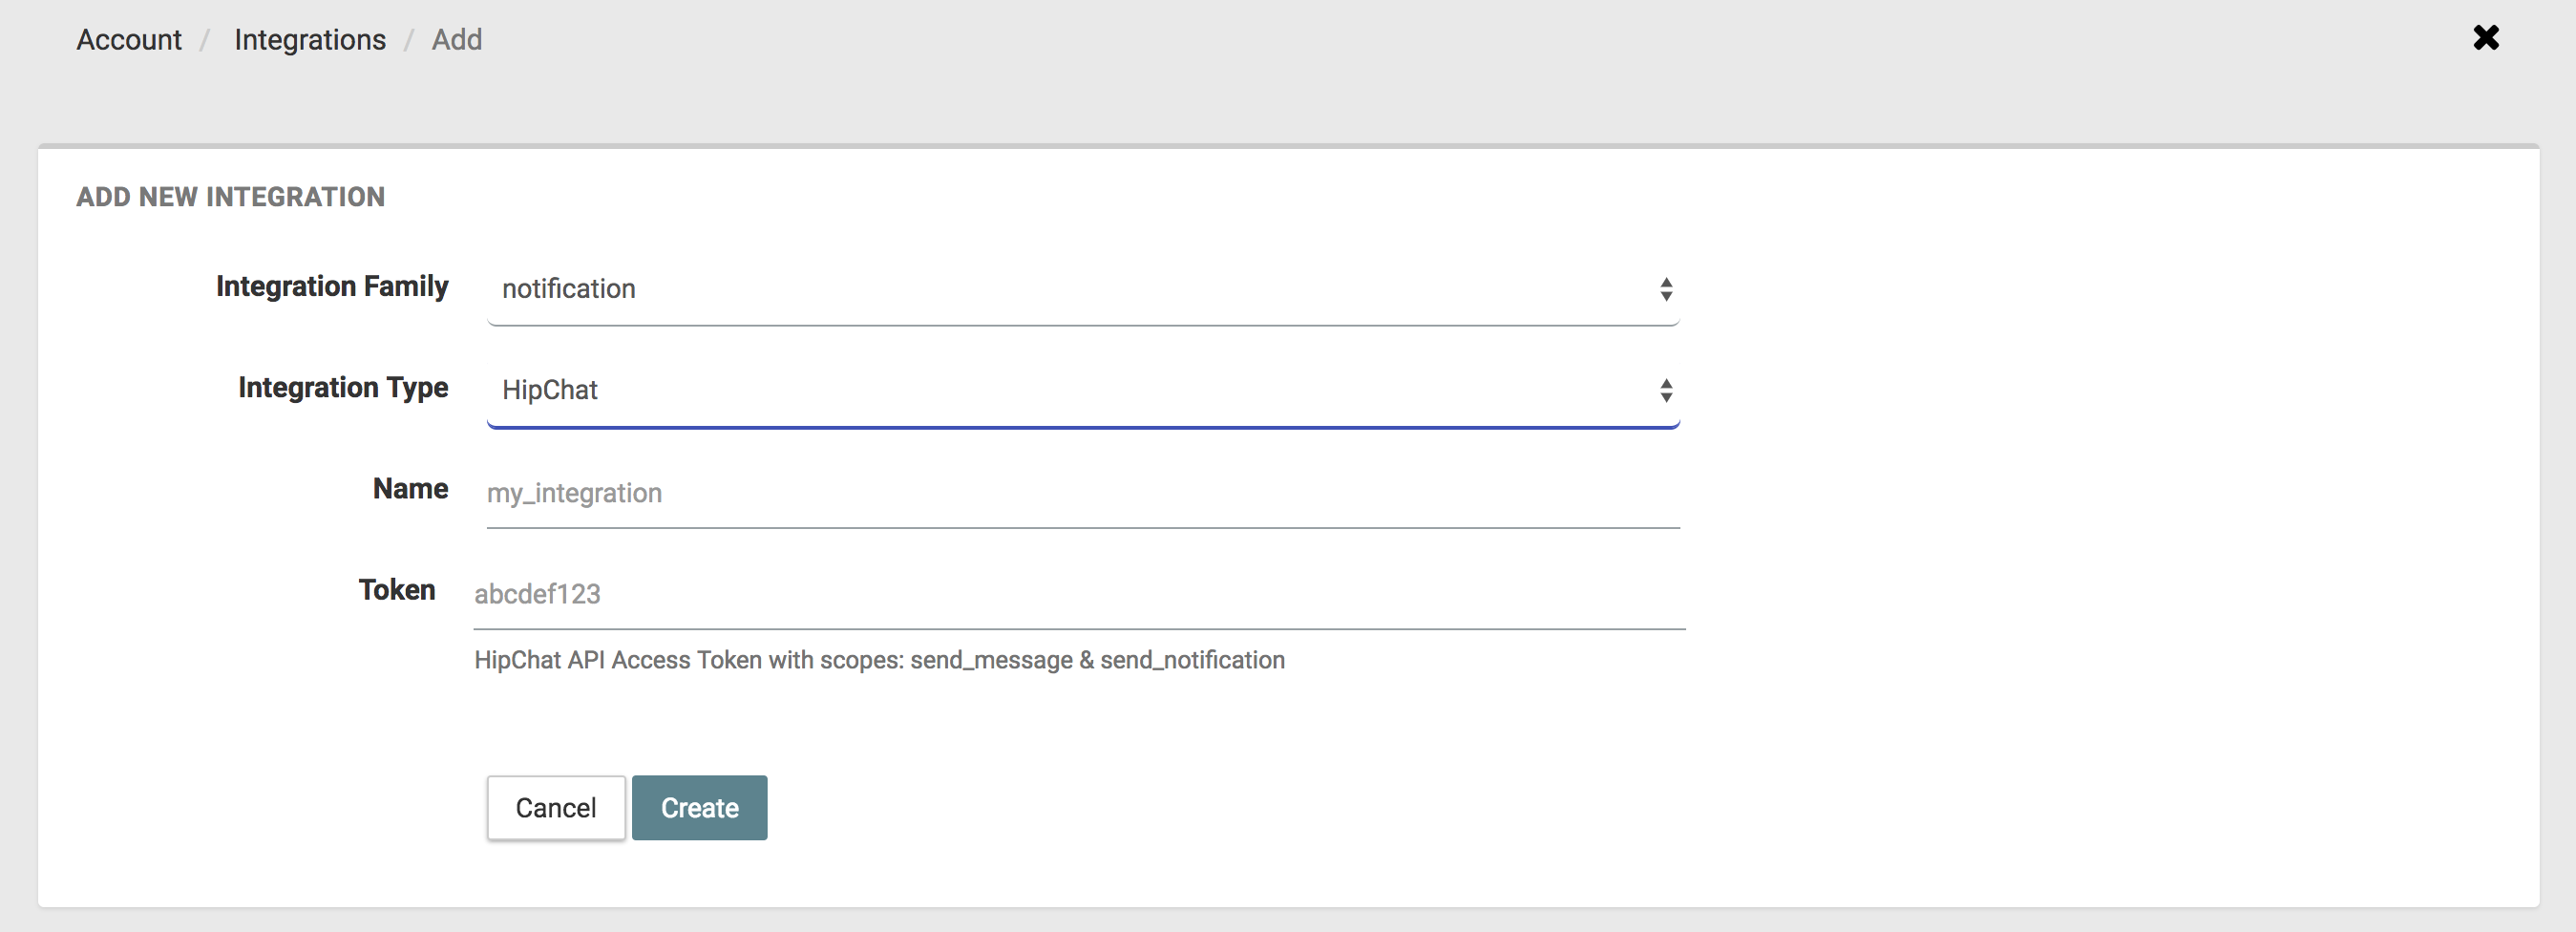 Account / Integrations / Add
ADD NEW INTEGRATION
Integration Family notification
Integration Type HipChat
Name my_integration
Token abcdef123
HipChat API Access Token with scopes: send_message & send_notification
Cancel Create